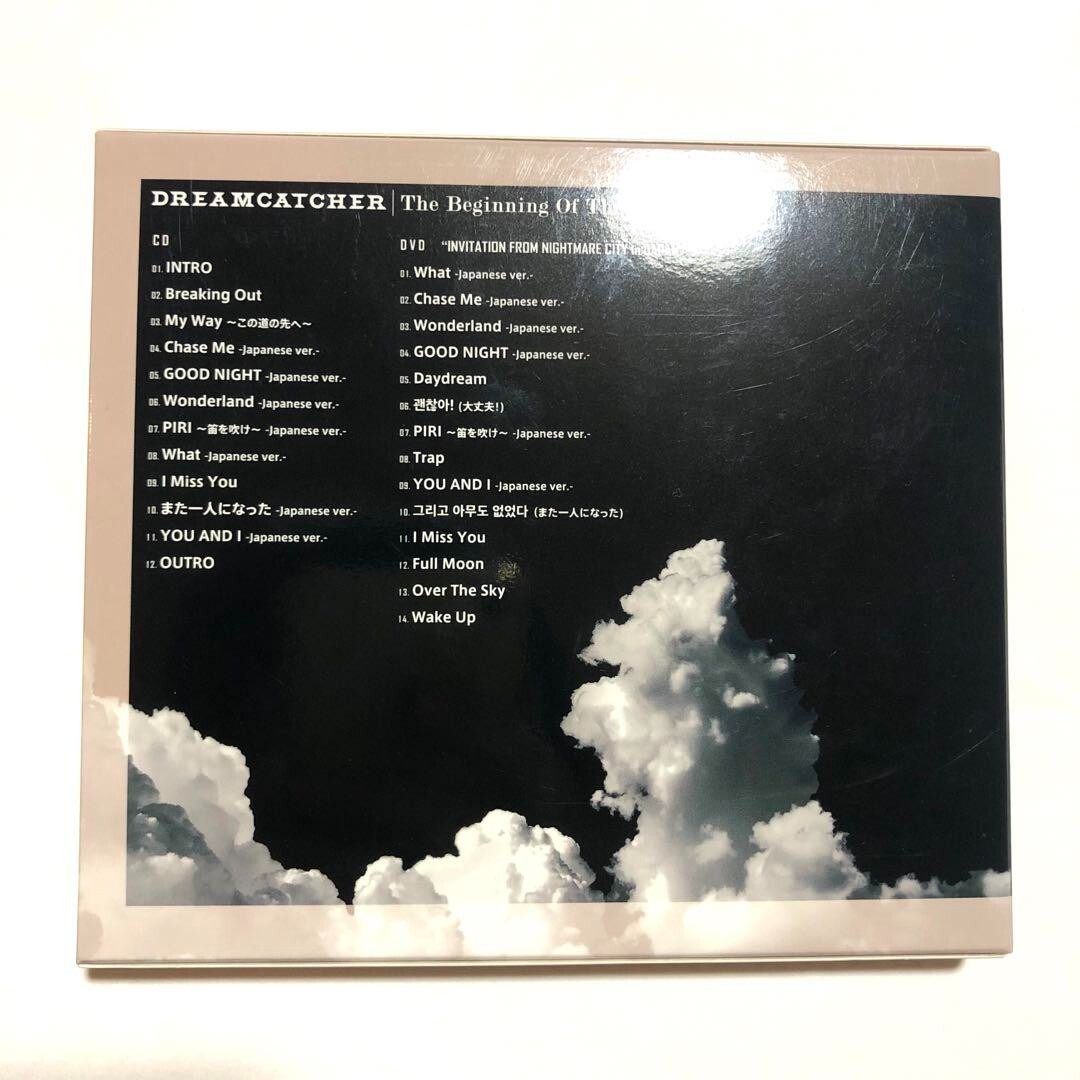 DREAMCATCHER | The Beginning Of
CD
01. INTRO
02. Breaking Out
03. My Way ～この道の先へ～
04. Chase Me -Japanese ver.-
05. GOOD NIGHT -Japanese ver.-
06. Wonderland -Japanese ver.-
07. PIRI ～笛を吹け～ -Japanese ver.-
08. What -Japanese ver.-
09. I Miss You
10. また一人になった -Japanese ver.-
11. YOU AND I -Japanese ver.-
12. OUTRO
DVD "INVITATION FROM NIGHTMARE CITY
01. What -Japanese ver.-
02. Chase Me -Japanese ver.-
03. Wonderland -Japanese ver.-
04. GOOD NIGHT -Japanese ver.-
05. Daydream
06. 괜찮아! (大丈夫!)
07. PIRI ～笛を吹け～ -Japanese ver.-
08. Trap
09. YOU AND I -Japanese ver.-
10. 그리고 아무도 없었다 (また一人になった)
11. I Miss You
12. Full Moon
13. Over The Sky
14. Wake Up